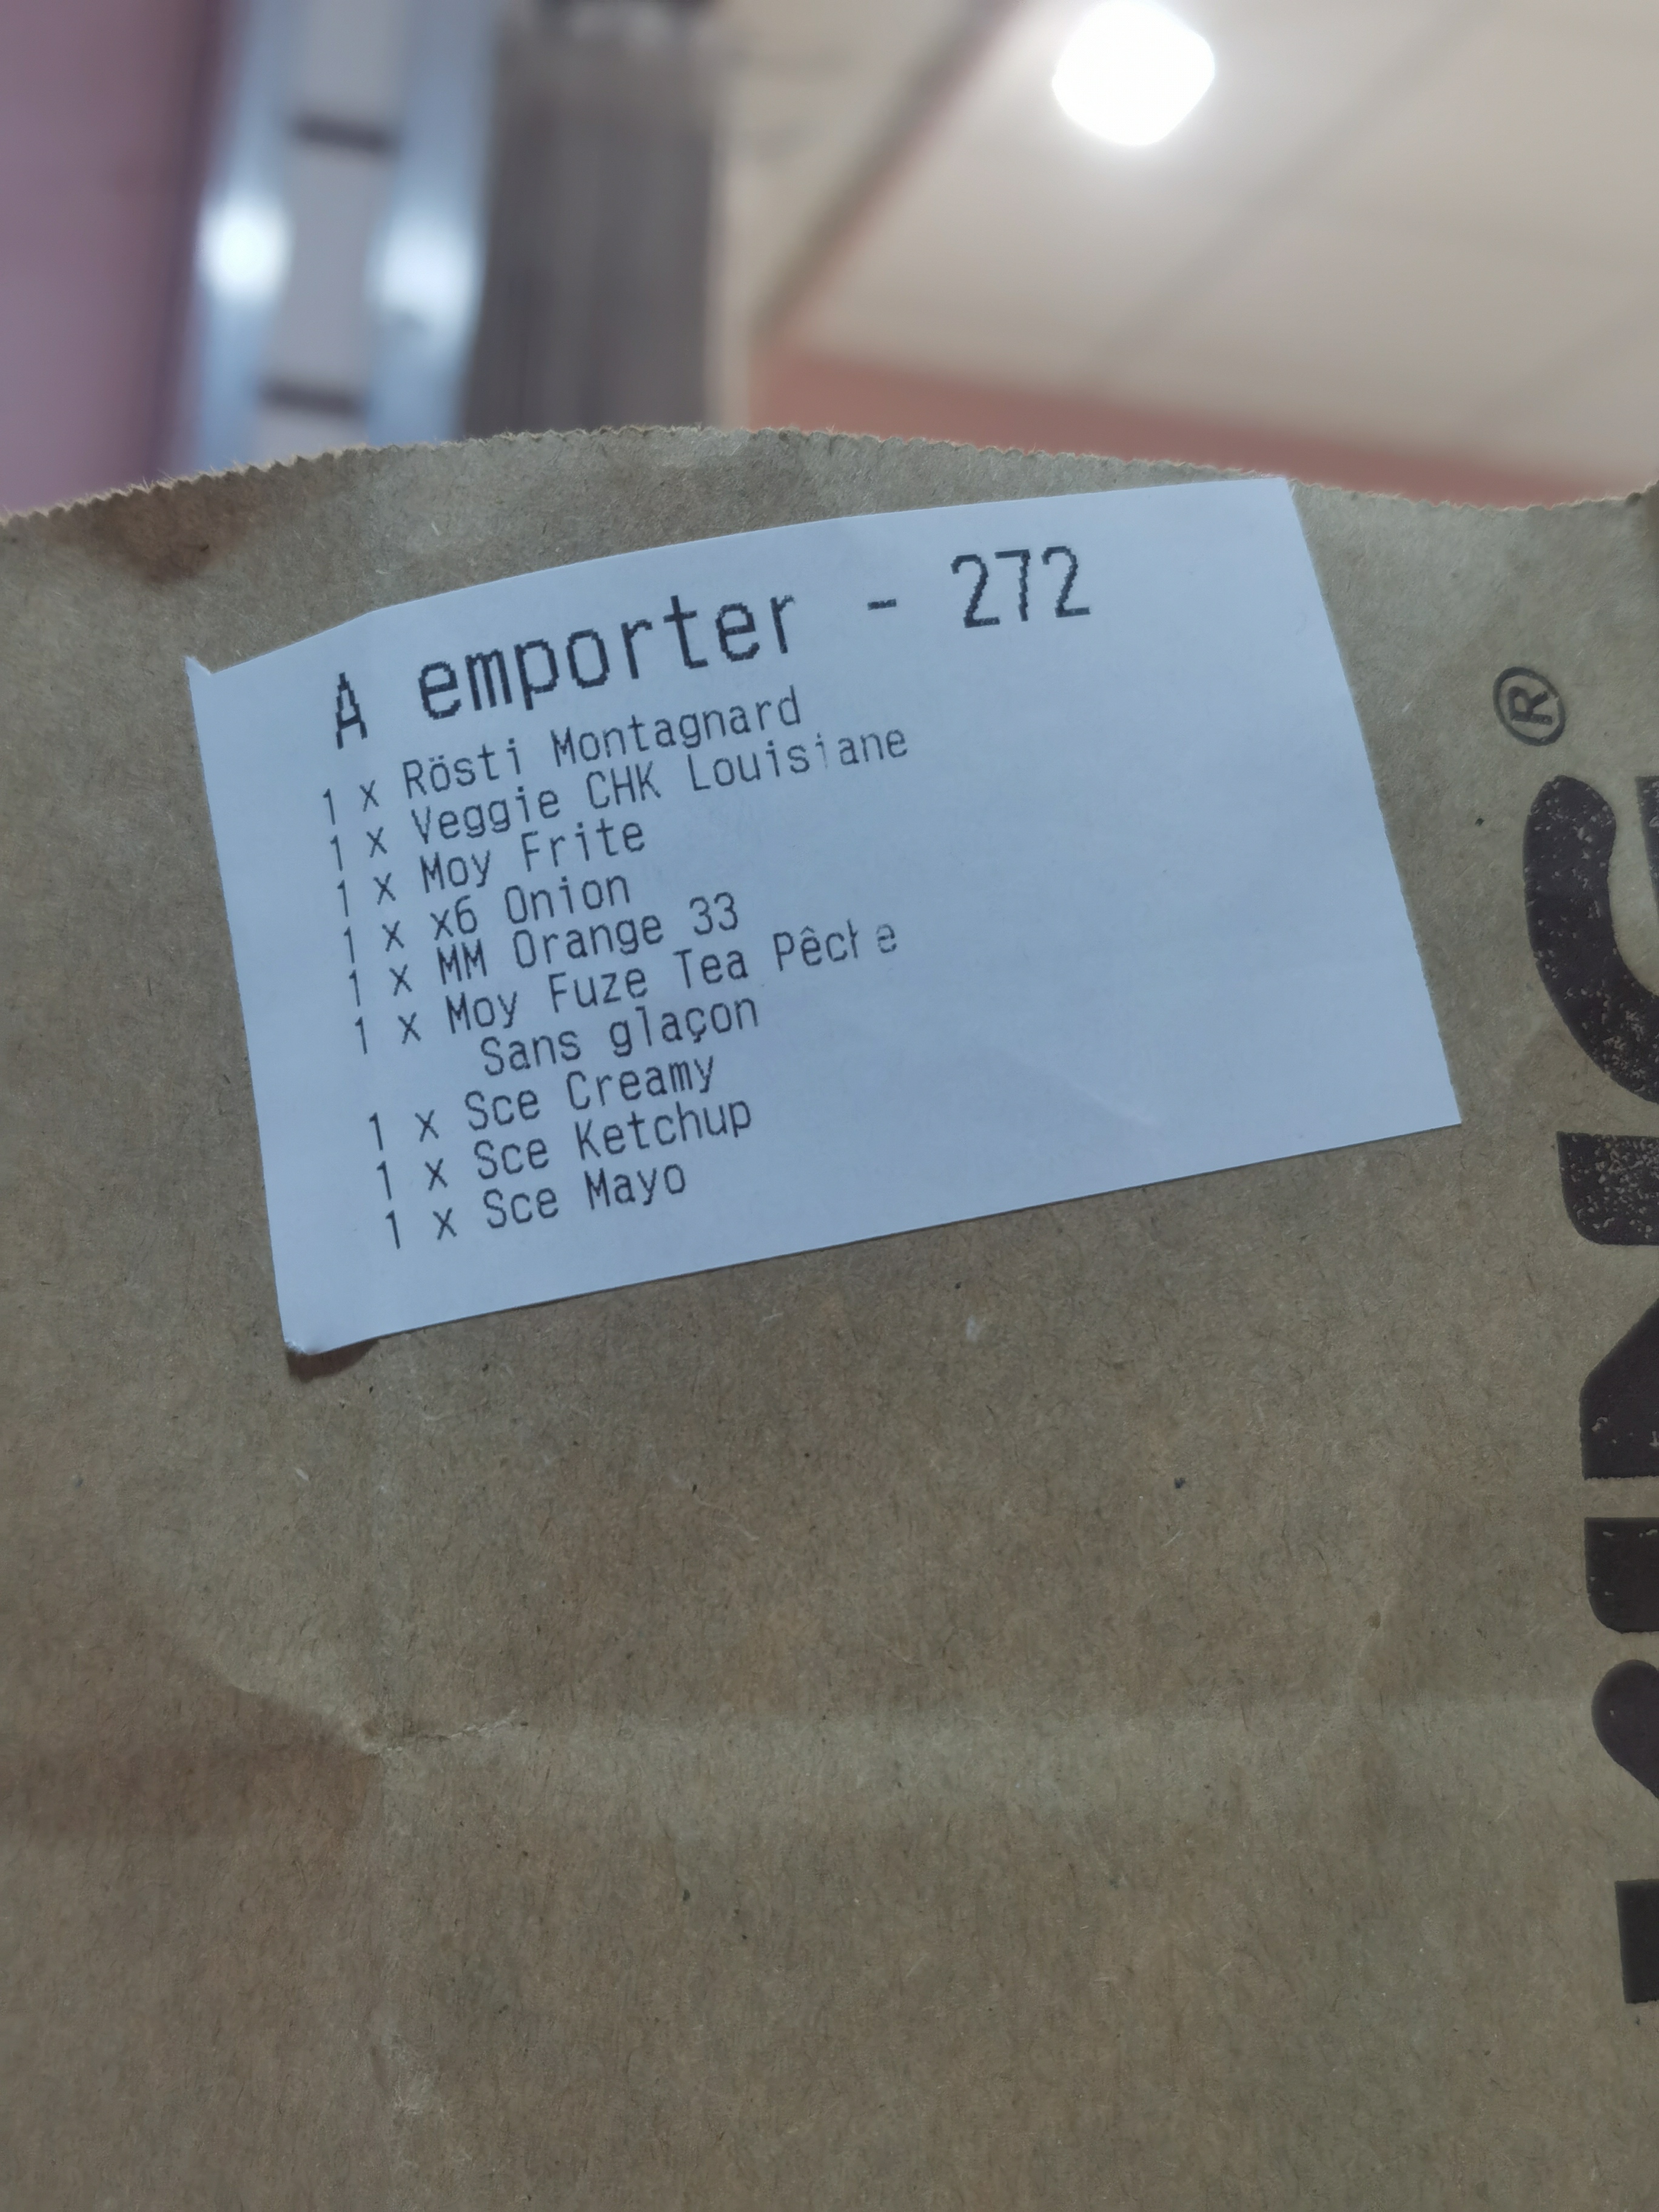 A emporter - 272
1 x Rösti Montagnard
1 x Veggie CHK Louisiane
1 x Moy Frite
1 x x6 Onion
1 x MM Orange 33
1 x Moy Fuze Tea Pêche
Sans glaçon
1 x Sce Creamy
1 x Sce Ketchup
1 x Sce Mayo
®